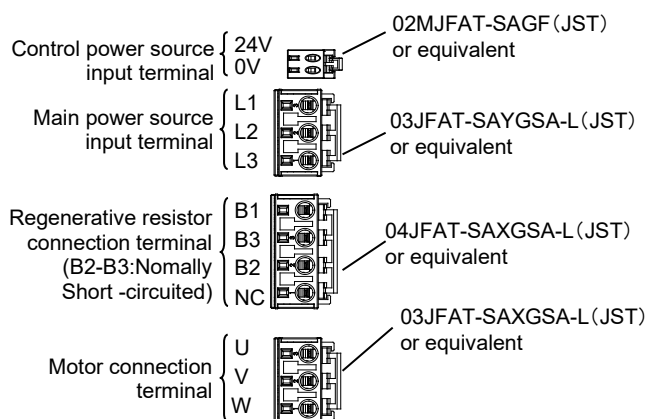 02MJFAT-SAGF（JST）
or equivalent
Control power source
input terminal
24V
0V
Main power source
input terminal
L1
L2
L3
03JFAT-SAYGSA-L（JST）
or equivalent
Regenerative resistor
connection terminal
(B2-B3:Nomally
Short -circuited)
B1
B3
B2
NC
04JFAT-SAXGSA-L（JST）
or equivalent
03JFAT-SAXGSA-L（JST）
or equivalent
Motor connection
terminal
U
V
W